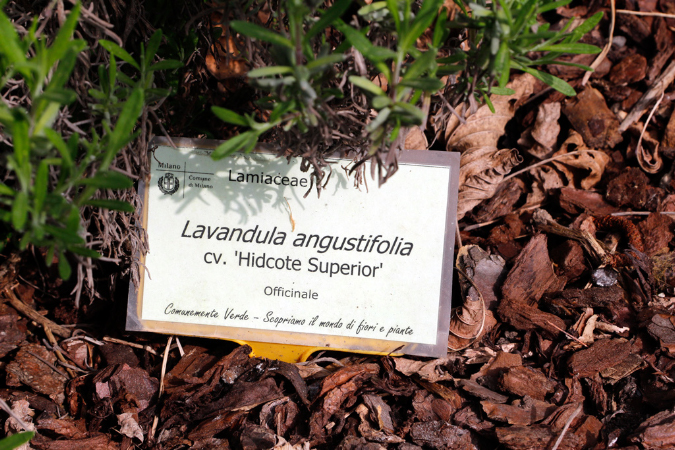 Milano
Comune
di Milano
Lamiaceae
Lavandula angustifolia
cv. 'Hidcote Superior'
Officinale
Comunemente Verde - Scopriamo il mondo di fiori e piante